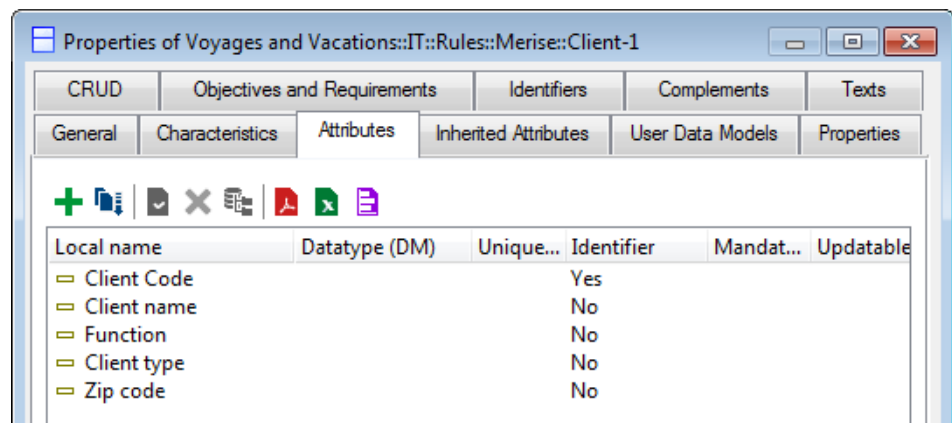 Properties of Voyages and Vacations::IT::Rules::Merise::Client-1
CRUD Objectives and Requirements Identifiers Complements Texts
General Characteristics Attributes Inherited Attributes User Data Models Properties
Local name Datatype (DM) Unique... Identifier Mandat... Updatable
Client Code Yes
Client name No
Function No
Client type No
Zip code No